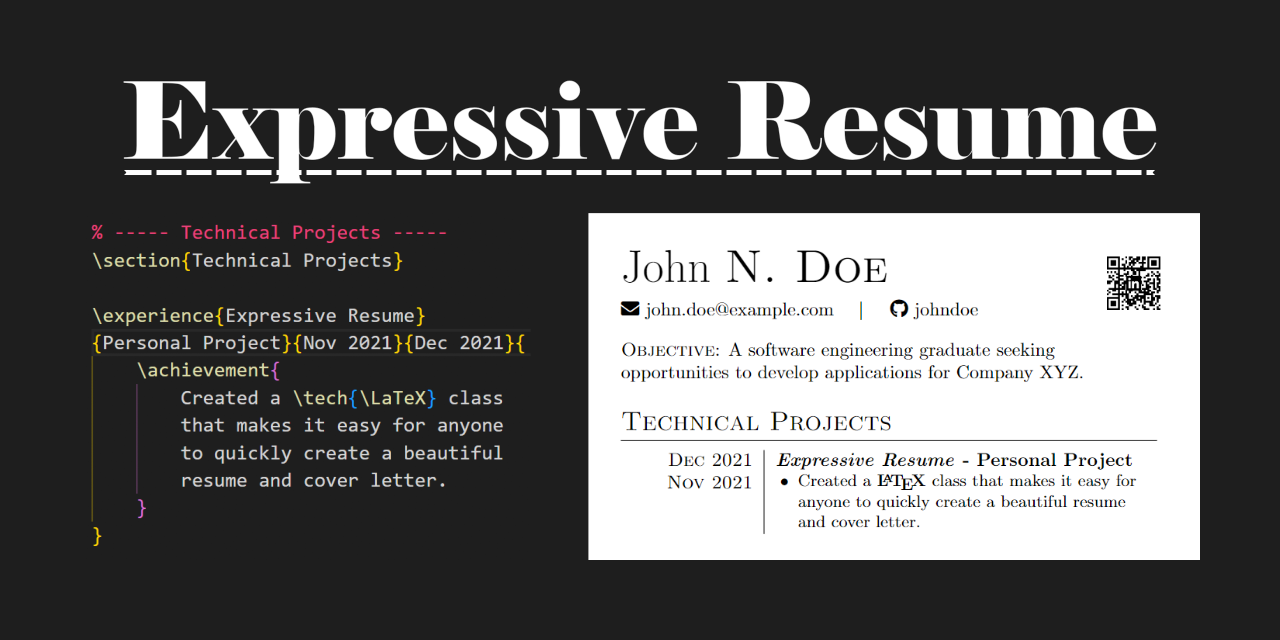 Expressive Resume
% ----- Technical Projects -----
\section{Technical Projects}
\experience{Expressive Resume}
{Personal Project}{Nov 2021}{Dec 2021}{
\achievement{
Created a \tech{\LaTeX} class
that makes it easy for anyone
to quickly create a beautiful
resume and cover letter.
}
}
John N. Doe
john.doe@example.com | johndoe
Objective: A software engineering graduate seeking
opportunities to develop applications for Company XYZ.
Technical Projects
Dec 2021
Nov 2021
Expressive Resume - Personal Project
• Created a LaTeX class that makes it easy for
anyone to quickly create a beautiful resume
and cover letter.